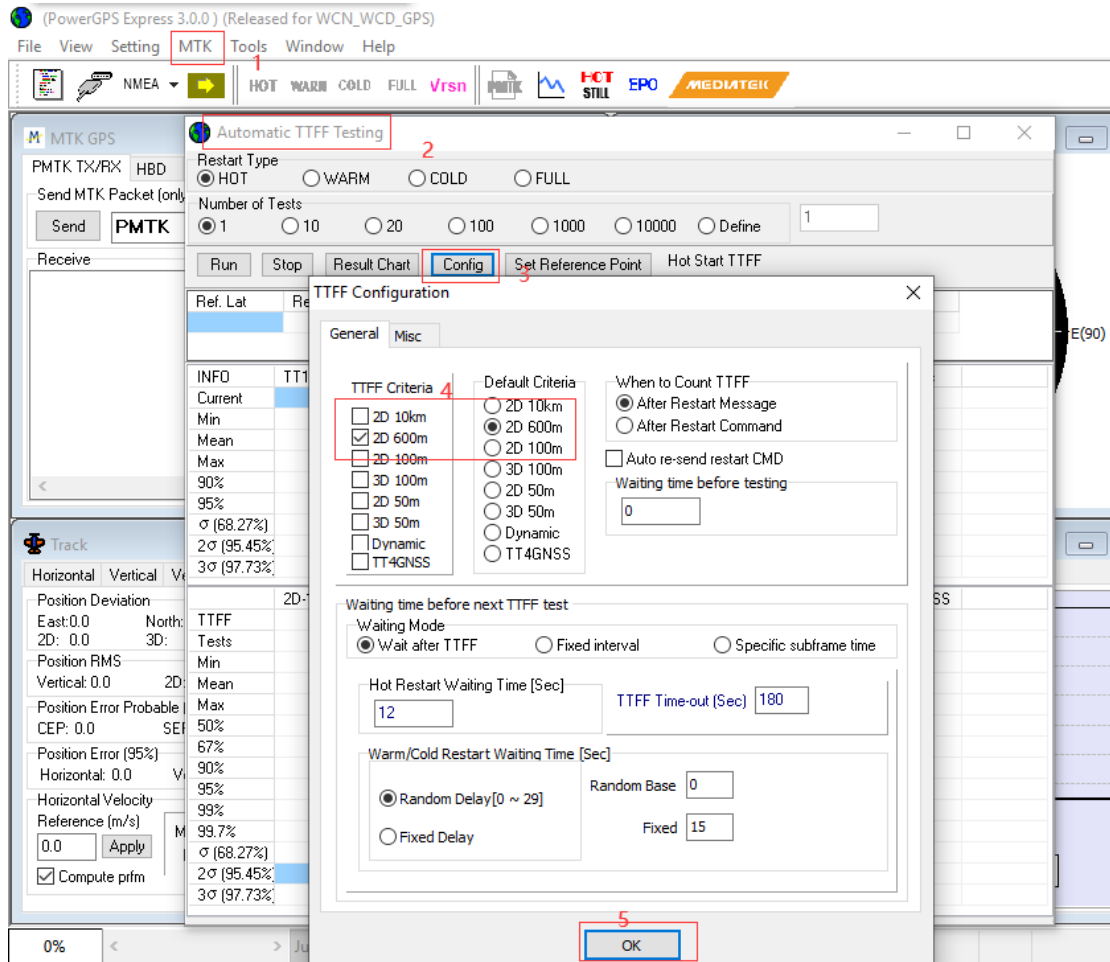 (PowerGPS Express 3.0.0 ) (Released for WCN_WCD_GPS)
File View Setting MTK Tools Window Help
1
NMEA HOT WARM COLD FULL Vrsn PMTK HOT STILL EPO MEDIATEK
M MTK GPS
PMTK TX/RX HBD
Send MTK Packet (only
Send PMTK
Receive
Automatic TTFF Testing
2
Restart Type
HOT WARM COLD FULL
Number of Tests
1 10 20 100 1000 10000 Define 1
Run Stop Result Chart Config Set Reference Point Hot Start TTFF
3
Ref. Lat Re
E(90)
INFO TT1
Current
Min
Mean
Max
90%
95%
σ (68.27%)
2σ (95.45%)
3σ (97.73%)
2D-
SS
TTFF
Tests
Min
Mean
Max
50%
67%
90%
95%
99%
99.7%
σ (68.27%)
2σ (95.45%)
3σ (97.73%)
TTFF Configuration
General Misc
TTFF Criteria
4
2D 10km
2D 600m
2D 100m
3D 100m
2D 50m
3D 50m
Dynamic
TT4GNSS
Default Criteria
2D 10km
2D 600m
2D 100m
3D 100m
2D 50m
3D 50m
Dynamic
TT4GNSS
When to Count TTFF
After Restart Message
After Restart Command
Auto re-send restart CMD
Waiting time before testing
0
Waiting time before next TTFF test
Waiting Mode
Wait after TTFF Fixed interval Specific subframe time
Hot Restart Waiting Time [Sec]
12
TTFF Time-out (Sec) 180
Warm/Cold Restart Waiting Time [Sec]
Random Delay[0 ~ 29]
Fixed Delay
Random Base 0
Fixed 15
5
OK
Track
Horizontal Vertical Ve
Position Deviation
East:0.0 North:
2D: 0.0 3D:
Position RMS
Vertical: 0.0 2D:
Position Error Probable
CEP: 0.0 SEF
Position Error (95%)
Horizontal: 0.0 V
Horizontal Velocity
Reference (m/s)
M
0.0 Apply
Compute prfm
0% Ju